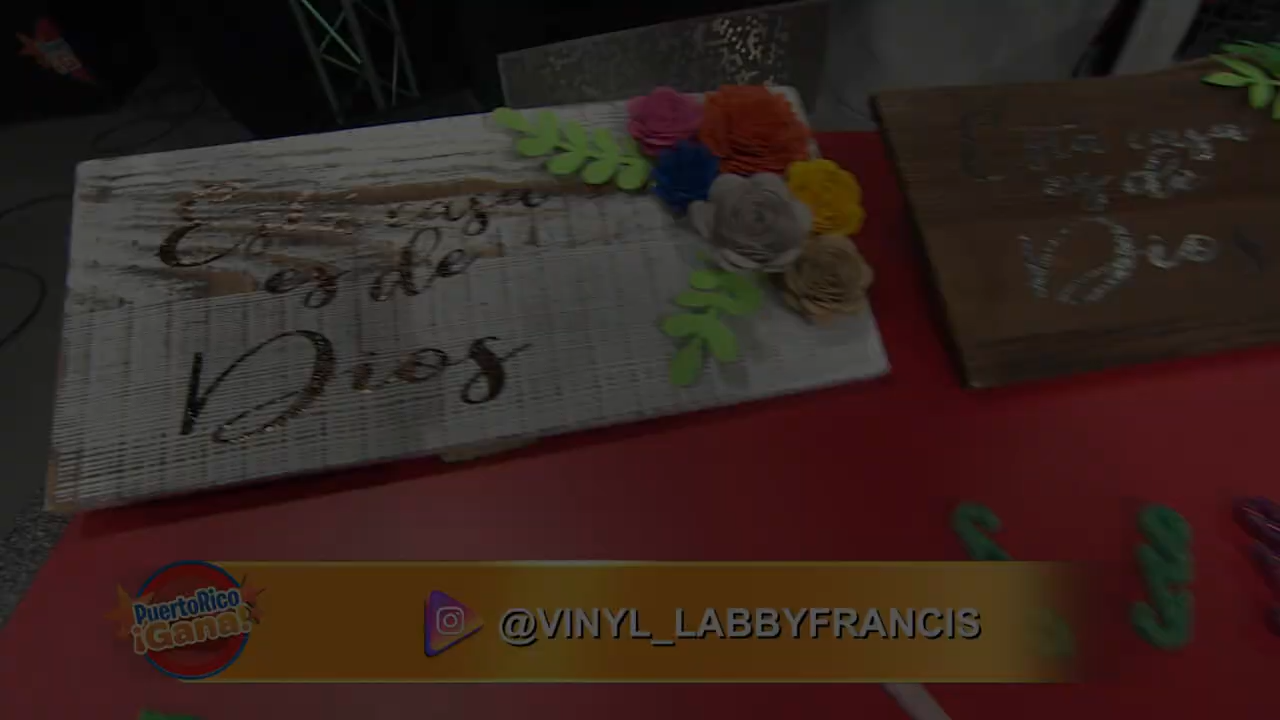 Esta casa
es de
Dios
Esta casa
es de
Dios
PuertoRico
¡Gana!
@VINYL_LABBYFRANCIS